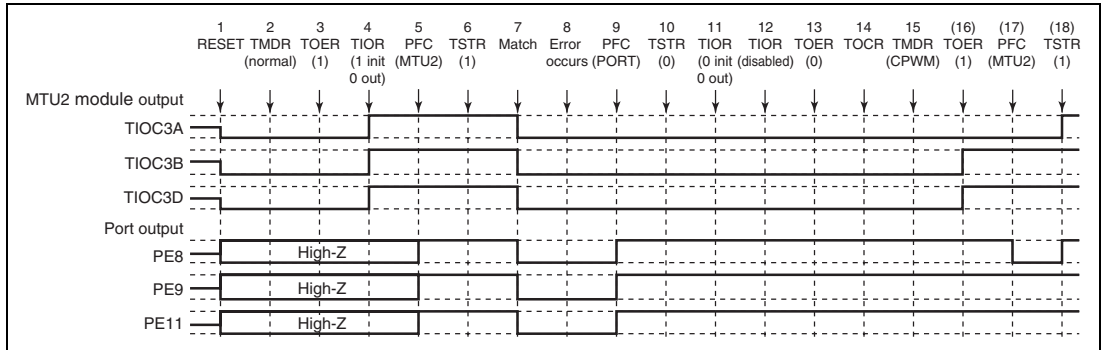 1 2 3 4 5 6 7 8 9 10 11 12 13 14 15 (16) (17) (18)
RESET TMDR TOER TIOR PFC TSTR Match Error PFC TSTR TIOR TIOR TOER TOCR TMDR TOER PFC TSTR
(normal) (1) (1 init (MTU2) (1) occurs (PORT) (0) (0 init (disabled) (0) (CPWM) (1) (MTU2) (1)
0 out) 0 out)
MTU2 module output
TIOC3A
TIOC3B
TIOC3D
Port output
PE8 High-Z
PE9 High-Z
PE11 High-Z